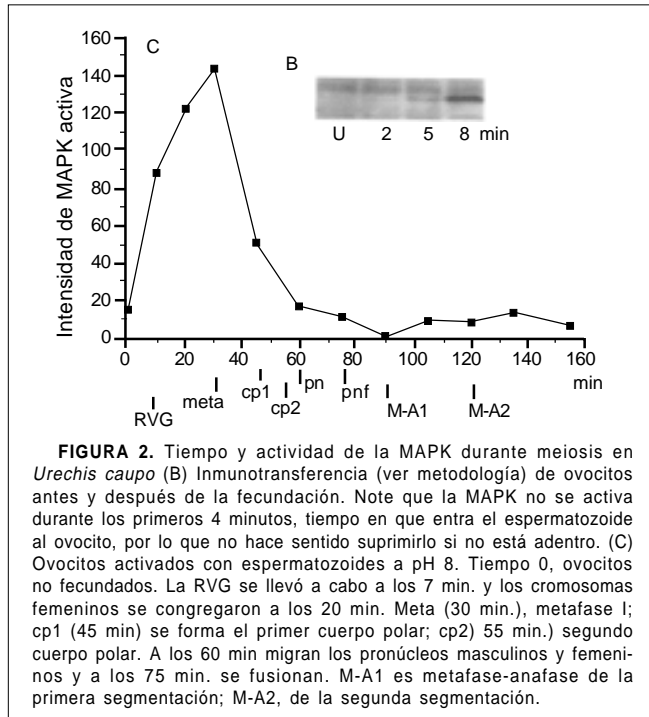 160
140
120
100
80
60
40
20
0
Intensidad de MAPK activa
C
B
U 2 5 8 min
0 20 40 60 80 100 120 140 160
min
RVG meta cp1 cp2 pn pnf M-A1 M-A2
FIGURA 2. Tiempo y actividad de la MAPK durante meiosis en
Urechis caupo (B) Inmunotransferencia (ver metodología) de ovocitos
antes y después de la fecundación. Note que la MAPK no se activa
durante los primeros 4 minutos, tiempo en que entra el espermatozoide
al ovocito, por lo que no hace sentido suprimirlo si no está adentro. (C)
Ovocitos activados con espermatozoides a pH 8. Tiempo 0, ovocitos
no fecundados. La RVG se llevó a cabo a los 7 min. y los cromosomas
femeninos se congregaron a los 20 min. Meta (30 min.), metafase I;
cp1 (45 min) se forma el primer cuerpo polar; cp2) 55 min.) segundo
cuerpo polar. A los 60 min migran los pronúcleos masculinos y femeni-
nos y a los 75 min. se fusionan. M-A1 es metafase-anafase de la
primera segmentación; M-A2, de la segunda segmentación.